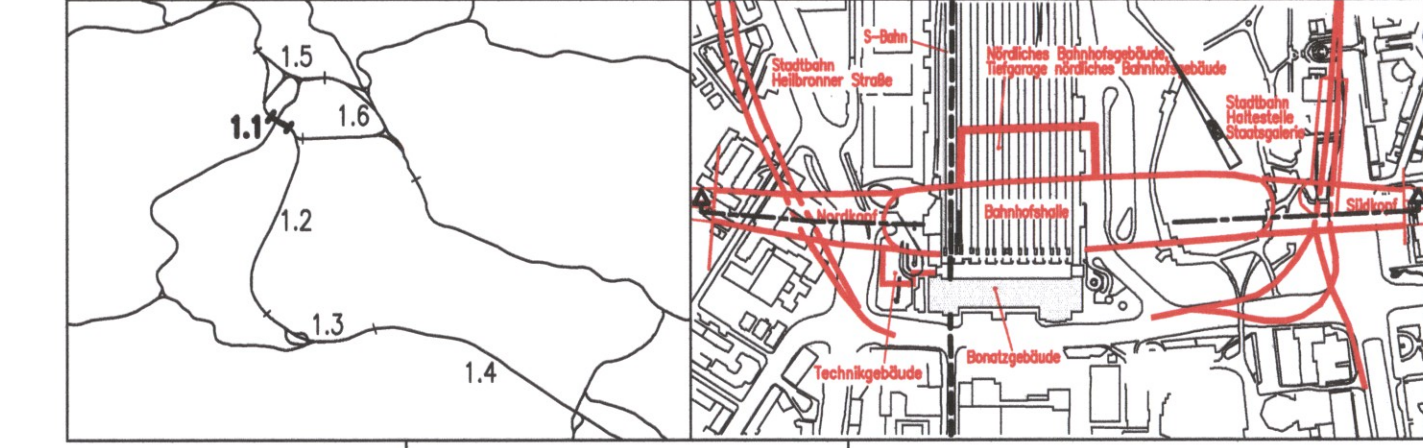 1.5
1.6
1.1
1.2
1.3
1.4
S-Bahn
Stadtbahn
Heilbronner Straße
Nördliches Bahnhofsgebäude,
Tiefgarage nördliches Bahnhofsgebäude
Stadtbahn
Haltestelle
Staatsgalerie
Nordkopf
Bahnhofshalle
Südkopf
Technikgebäude
Bonatzgebäude